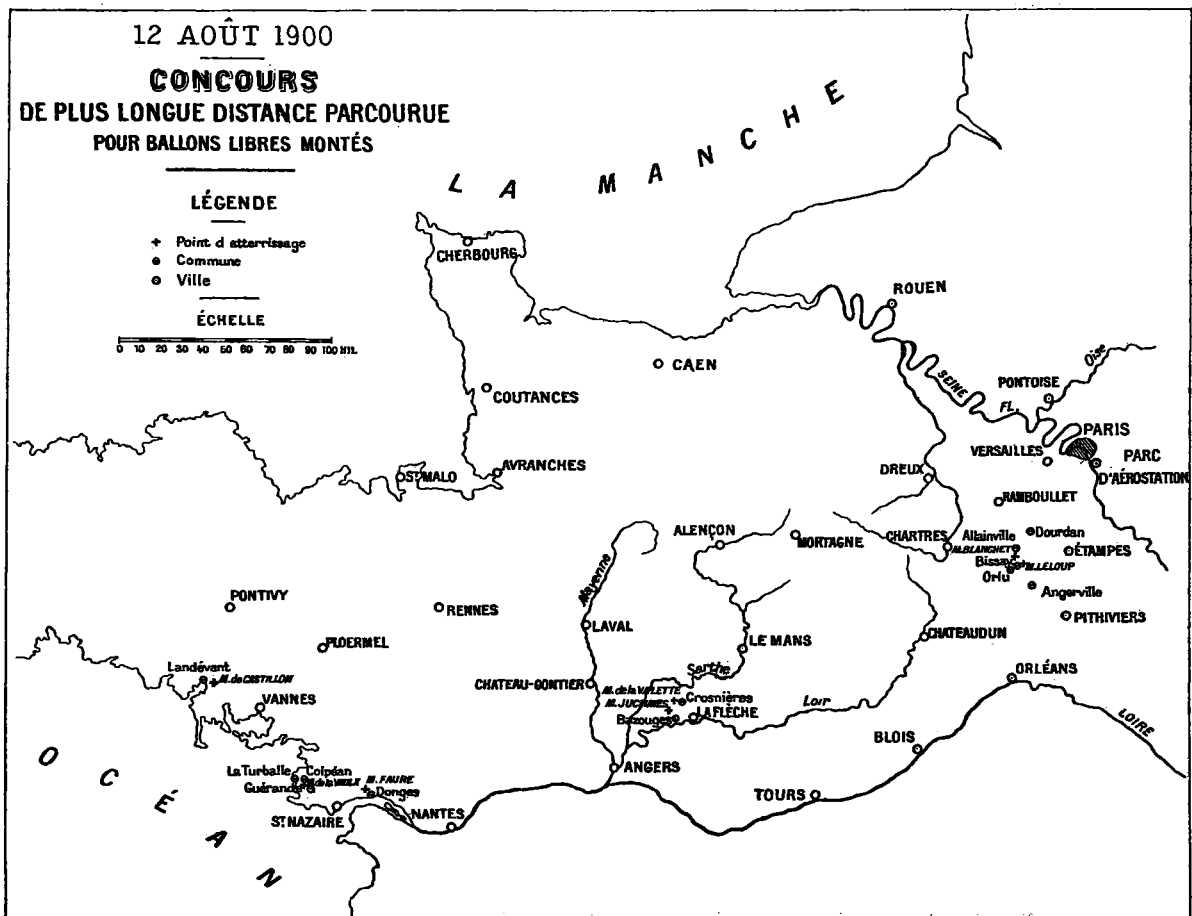 12 AOÛT 1900
CONCOURS
DE PLUS LONGUE DISTANCE PARCOURUE
POUR BALLONS LIBRES MONTÉS
LÉGENDE
Point d atterrissage
Commune
Ville
ÉCHELLE
0 10 20 30 40 50 60 70 80 90 100 KIL.
LA MANCHE
CHERBOURG
ROUEN
CAEN
COUTANCES
SEINE FL.
PONTOISE
Oise
PARIS
VERSAILLES
PARC
D'AÉROSTATION
AVRANCHES
ST MALO
DREUX
RAMBOUILLET
ALENÇON
MORTAGNE
CHARTRES
Allainville
Dourdan
M. BLANCHET
ÉTAMPES
Bissay
M. LELOUP
Orlu
Angerville
PITHIVIERS
Mayenne
PONTIVY
RENNES
LAVAL
PLOERMEL
LE MANS
CHATEAUDUN
Landévant
M. de CASTILLON
CHATEAU-GONTIER
Sarthe
ORLÉANS
VANNES
M. de la VALETTE
Crosnières
M. JUCHMES
Bazouges
LA FLÈCHE
Loir
LOIRE
BLOIS
OCÉAN
ANGERS
La Turballe
Colpéan
M. FAURE
Guérande
Donges
TOURS
ST NAZAIRE
NANTES